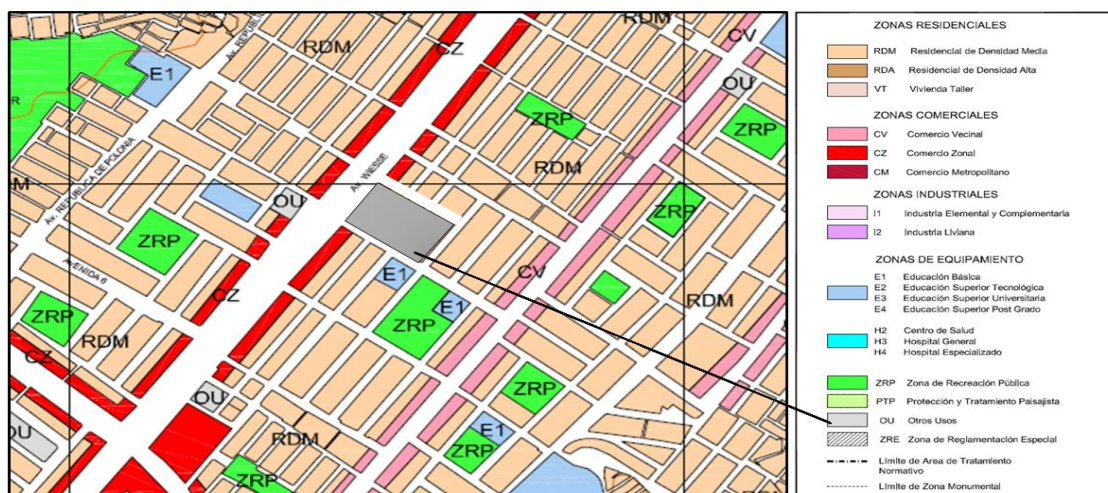 Av. REPÚBLIC
RDM
CZ
RDM
CV
E1
OU
R
ZRP
ZRP
RDM
Av. WIESSE
Av. REPÚBLICA DE POLONIA
OU
ZRP
ZRP
AVENIDA 6
E1
CV
CZ
E1
ZRP
RDM
ZRP
RDM
CZ
OU
ZRP
OU
RDM
E1
ZRP
ZRP
ZONAS RESIDENCIALES
RDM Residencial de Densidad Media
RDA Residencial de Densidad Alta
VT Vivienda Taller
ZONAS COMERCIALES
CV Comercio Vecinal
CZ Comercio Zonal
CM Comercio Metropolitano
ZONAS INDUSTRIALES
I1 Industria Elemental y Complementaria
I2 Industria Liviana
ZONAS DE EQUIPAMIENTO
E1 Educación Básica
E2 Educación Superior Tecnológica
E3 Educación Superior Universitaria
E4 Educación Superior Post Grado
H2 Centro de Salud
H3 Hospital General
H4 Hospital Especializado
ZRP Zona de Recreación Pública
PTP Protección y Tratamiento Paisajista
OU Otros Usos
ZRE Zona de Reglamentación Especial
Límite de Area de Tratamiento
Normativo
Límite de Zona Monumental